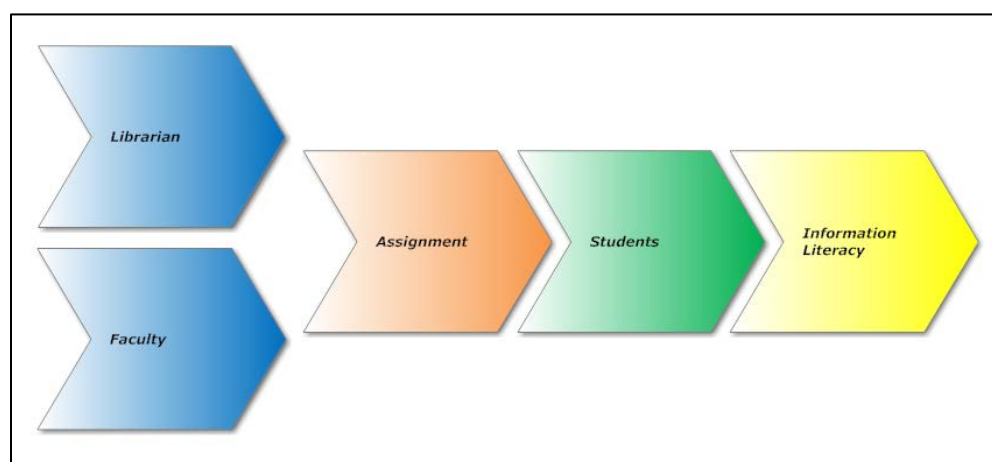 Librarian
Faculty
Assignment
Students
Information
Literacy